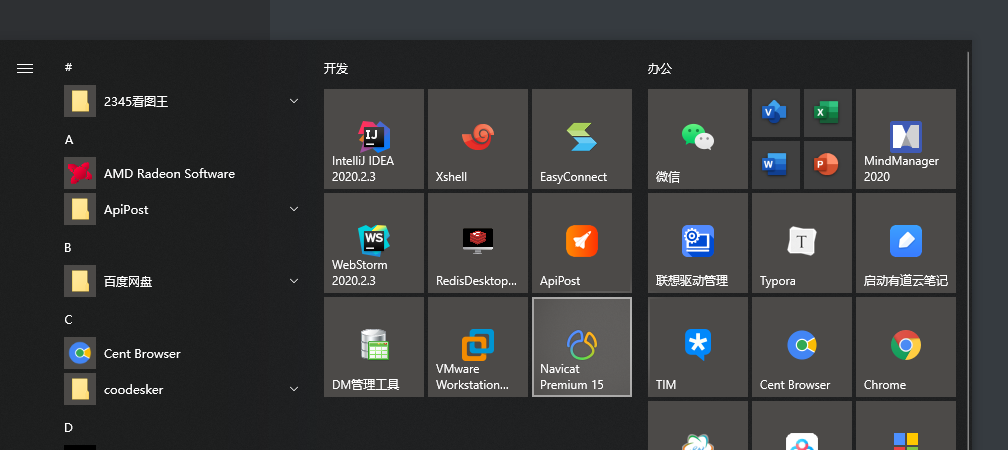 #
2345看图王
A
AMD Radeon Software
ApiPost
B
百度网盘
C
Cent Browser
coodesker
D
开发
IntelliJ IDEA
2020.2.3
Xshell
EasyConnect
WebStorm
2020.2.3
RedisDesktop...
ApiPost
DM管理工具
VMware
Workstation...
Navicat
Premium 15
办公
微信
MindManager
2020
联想驱动管理
Typora
启动有道云笔记
TIM
Cent Browser
Chrome